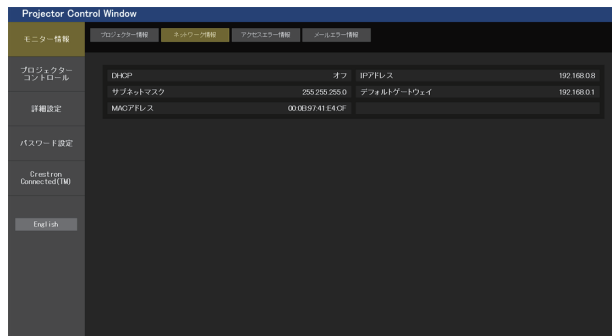 Projector Control Window
モニター情報
プロジェクター情報 ネットワーク情報 アクセスエラー情報 メールエラー情報
プロジェクター
コントロール
詳細設定
パスワード設定
Crestron
Connected(TM)
English
DHCP オフ IPアドレス 192.168.0.8
サブネットマスク 255.255.255.0 デフォルトゲートウェイ 192.168.0.1
MACアドレス 00:0B:97:41:E4:CF